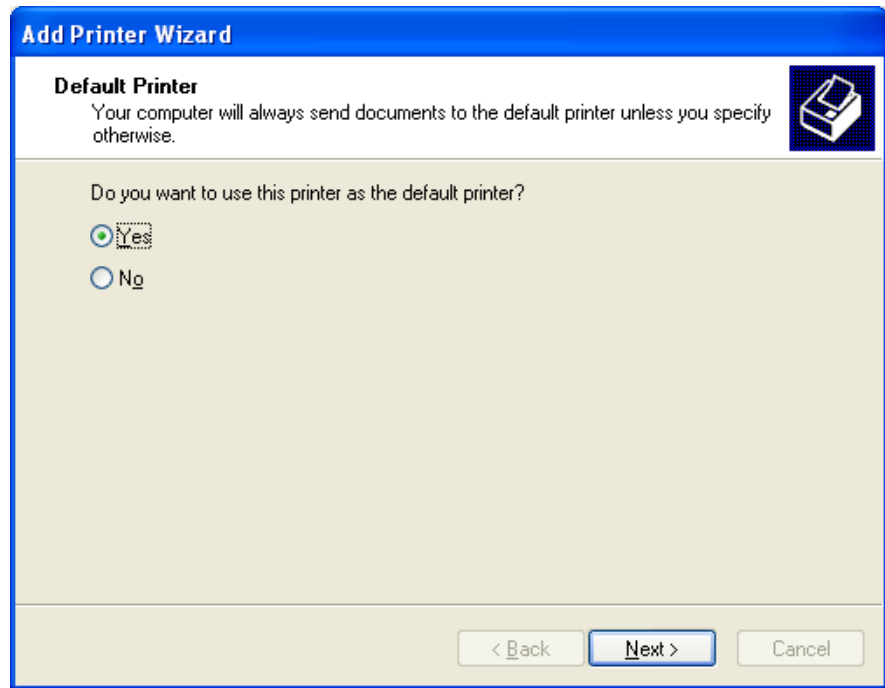 Add Printer Wizard
Default Printer
Your computer will always send documents to the default printer unless you specify
otherwise.
Do you want to use this printer as the default printer?
Yes
No
< Back
Next >
Cancel